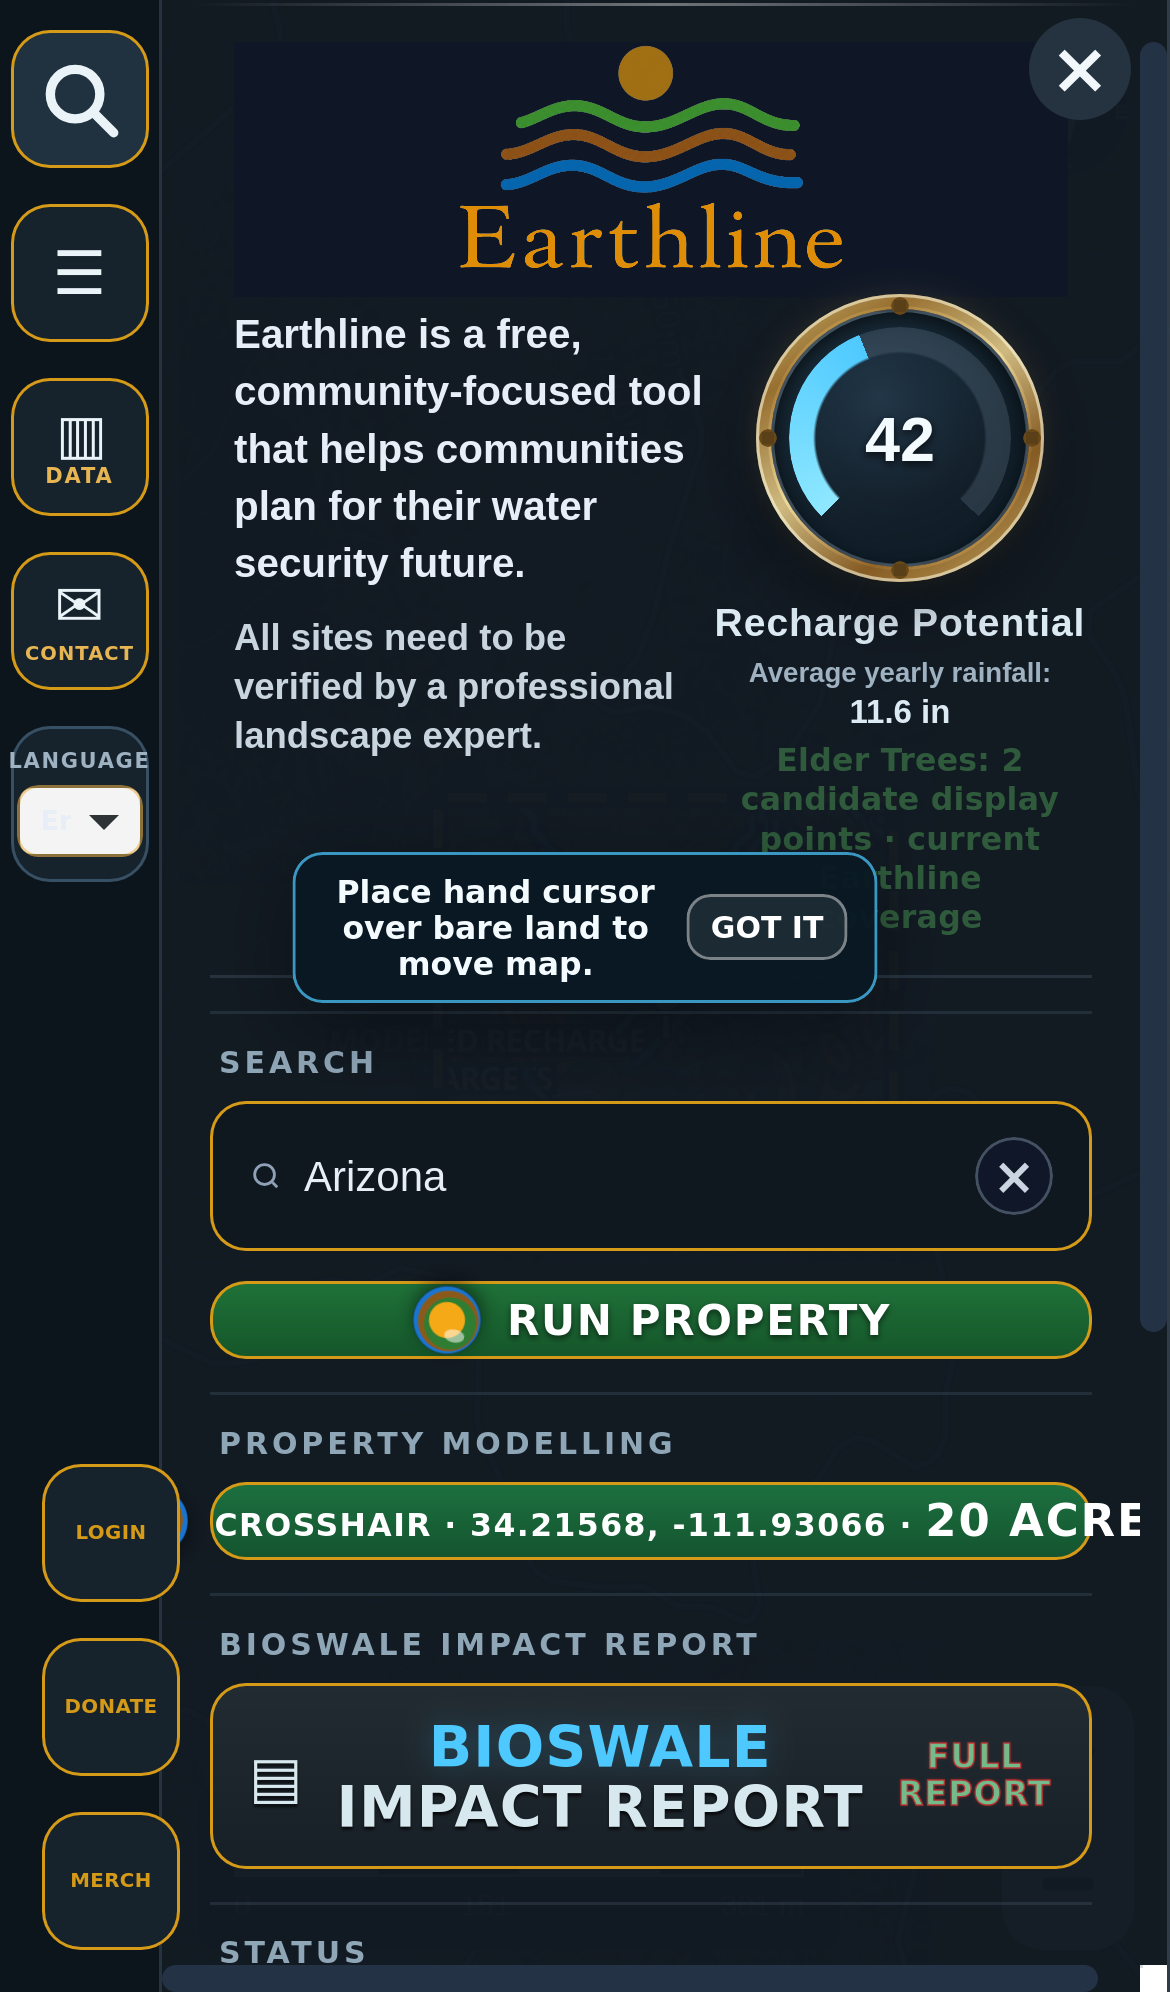 Earthline
Earthline is a free,
community-focused tool
that helps communities
plan for their water
security future.
All sites need to be
verified by a professional
landscape expert.
42
Recharge Potential
Average yearly rainfall:
11.6 in
Elder Trees: 2
candidate display
points · current
thline
erage
DATA
CONTACT
LANGUAGE
Er
Place hand cursor
over bare land to
move map.
GOT IT
SEARCH
Arizona
RUN PROPERTY
PROPERTY MODELLING
CROSSHAIR · 34.21568, -111.93066 · 20 ACRE
BIOSWALE IMPACT REPORT
BIOSWALE
IMPACT REPORT
FULL
REPORT
STATUS
LOGIN
DONATE
MERCH